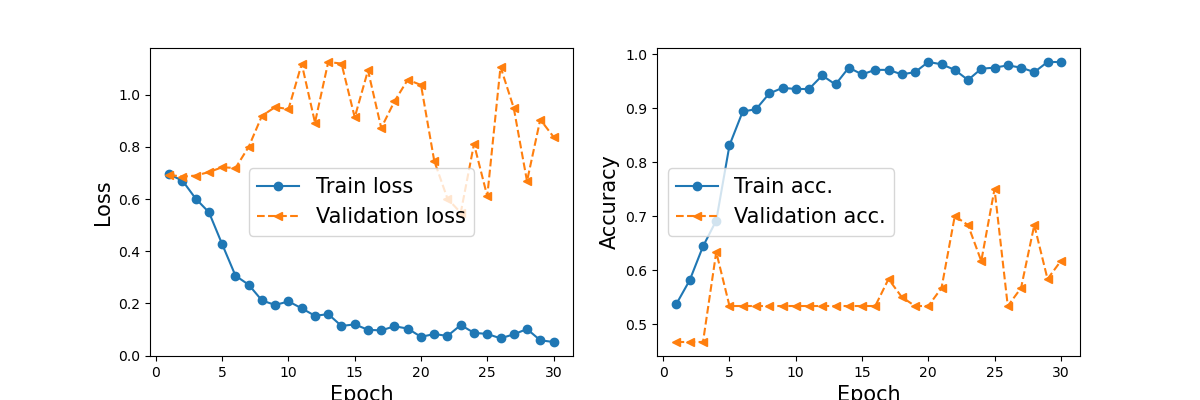 1.0
0.8
0.6
0.4
0.2
0.0
Loss
0 5 10 15 20 25 30
Epoch
Train loss
Validation loss
1.0
0.9
0.8
0.7
0.6
0.5
Accuracy
0 5 10 15 20 25 30
Epoch
Train acc.
Validation acc.